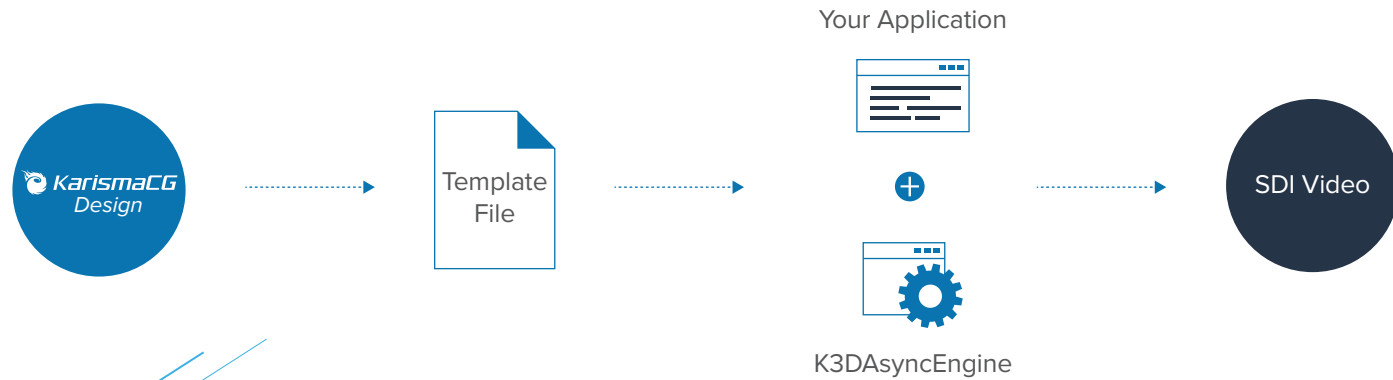 KarismaCG
Design
Template
File
Your Application
K3DAsyncEngine
SDI Video